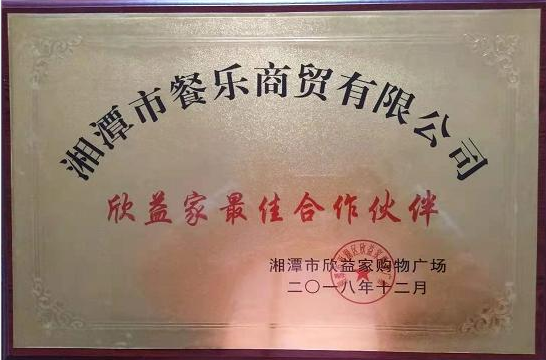 湘潭市餐乐商贸有限公司
欣益家最佳合作伙伴
湘潭市欣益家购物广场
二〇一八年十二月